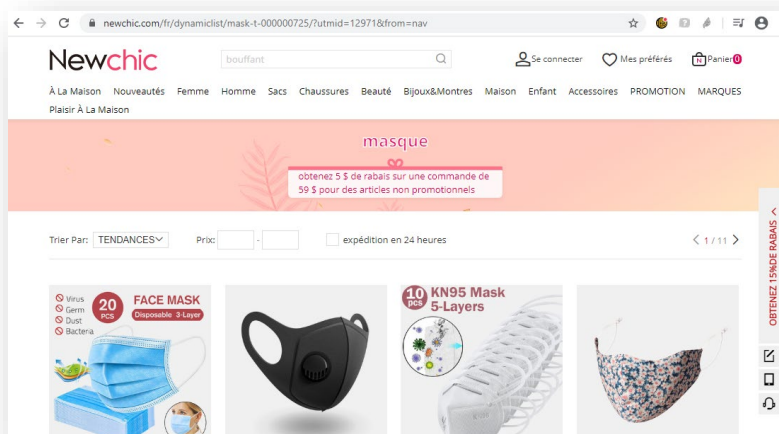 newchic.com/fr/dynamiclist/mask-t-000000725/?utmid=12971&from=nav
Newchic
bouffant
Se connecter
Mes préférés
N
Panier 0
À La Maison Nouveautés Femme Homme Sacs Chaussures Beauté Bijoux&Montres Maison Enfant Accessoires PROMOTION MARQUES
Plaisir À La Maison
masque
obtenez 5 $ de rabais sur une commande de
59 $ pour des articles non promotionnels
OBTENEZ 15%DE RABAIS
Trier Par: TENDANCES Prix: - expédition en 24 heures
< 1 / 11 >
Virus
Germ
Dust
Bacteria
20
PCS
FACE MASK
Disposable 3-Layer
10
pcs
KN95 Mask
5-Layers